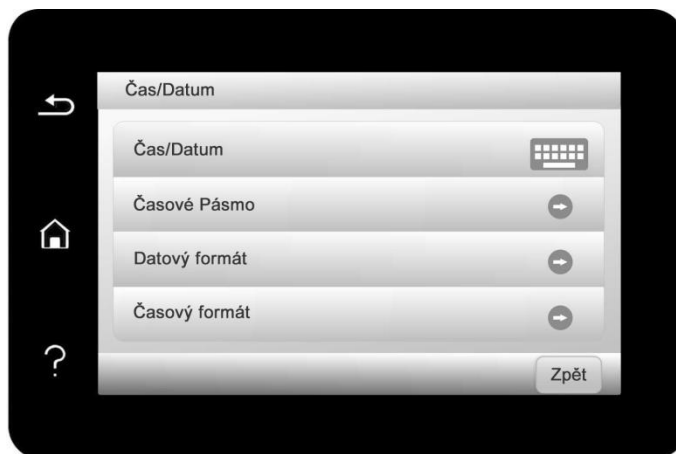 Čas/Datum
Čas/Datum
Časové Pásmo
Datový formát
Časový formát
Zpět